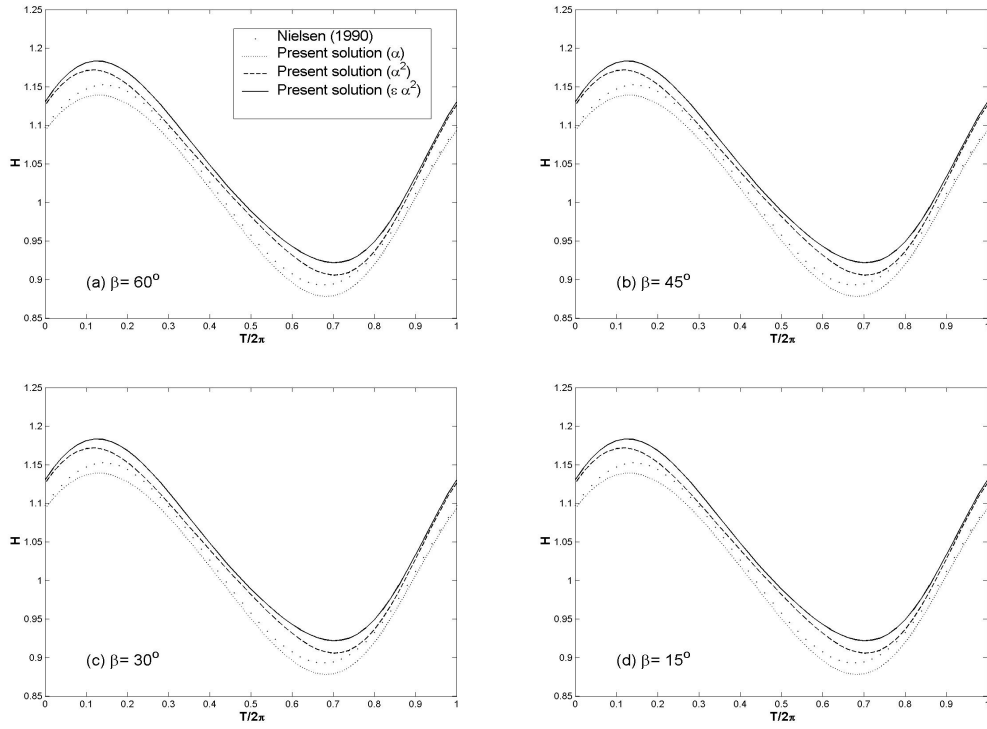 1.25
1.2
1.15
1.1
1.05
1
0.95
0.9
0.85
H
Nielsen (1990)
Present solution (α)
Present solution (α²)
Present solution (ε α²)
(a) β= 60°
0 0.1 0.2 0.3 0.4 0.5 0.6 0.7 0.8 0.9 1
T/2π
1.25
1.2
1.15
1.1
1.05
1
0.95
0.9
0.85
H
(b) β= 45°
0 0.1 0.2 0.3 0.4 0.5 0.6 0.7 0.8 0.9 1
T/2π
1.25
1.2
1.15
1.1
1.05
1
0.95
0.9
0.85
H
(c) β= 30°
0 0.1 0.2 0.3 0.4 0.5 0.6 0.7 0.8 0.9 1
T/2π
1.25
1.2
1.15
1.1
1.05
1
0.95
0.9
0.85
H
(d) β= 15°
0 0.1 0.2 0.3 0.4 0.5 0.6 0.7 0.8 0.9 1
T/2π